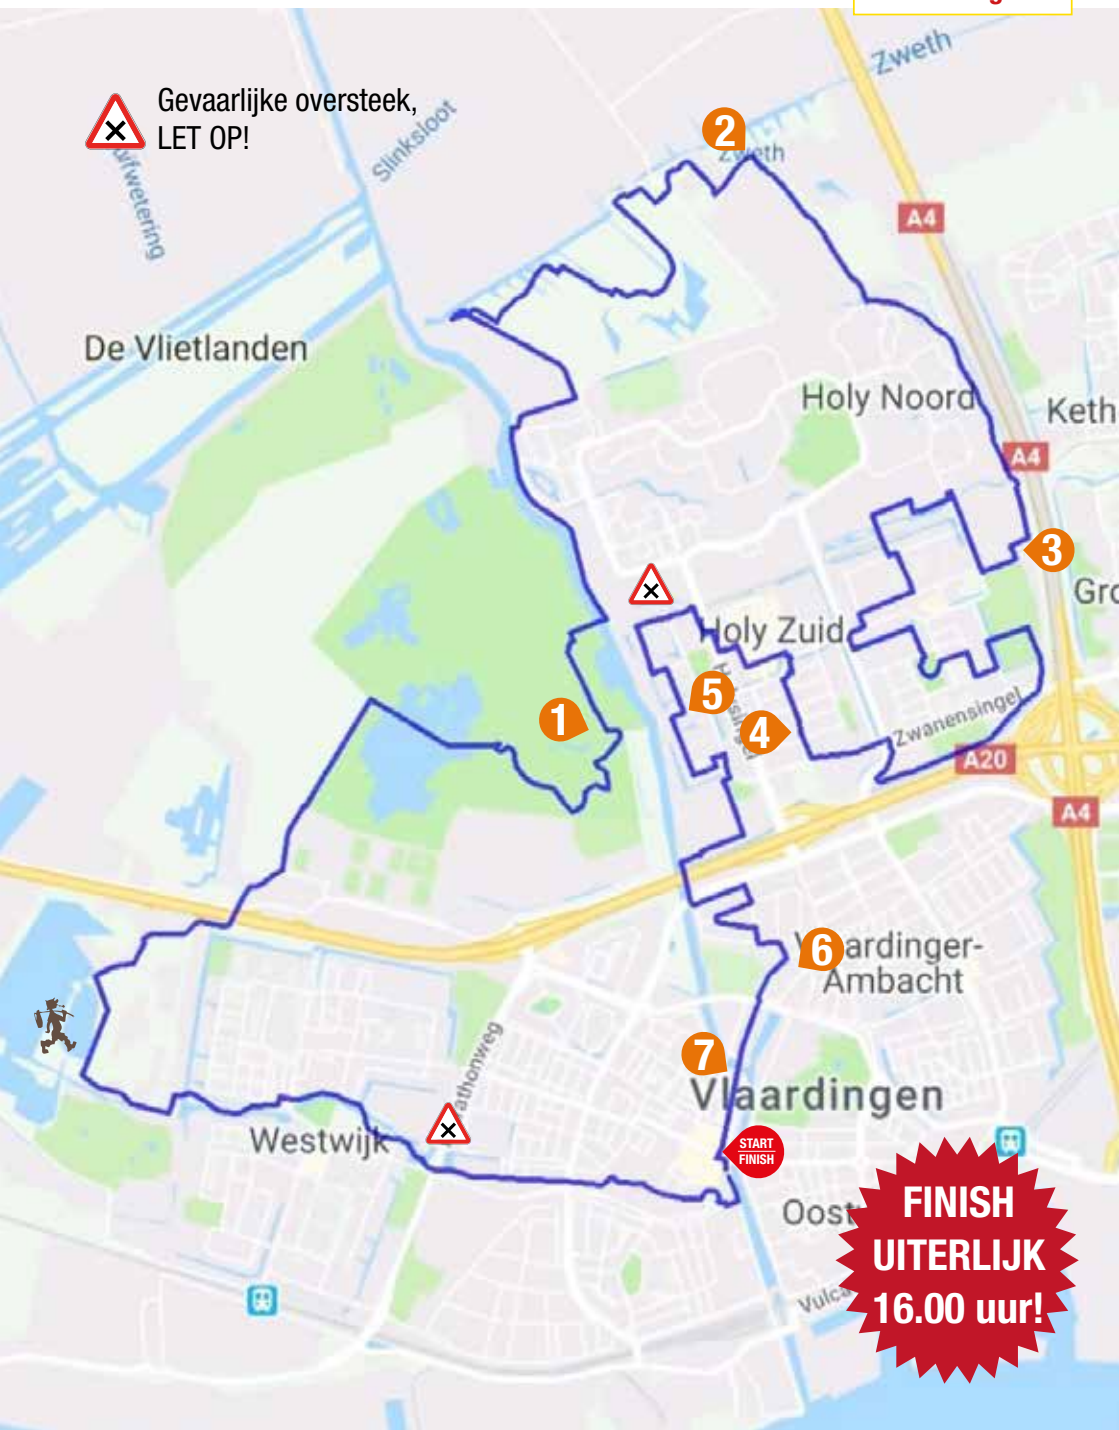 Gevaarlijke oversteek,
LET OP!
Zweth
Slinksloot
2
Zweth
A4
De Vlietlanden
Holy Noord
Keth
A4
3
Holy Zuid
5
1
4
Zwanensingel
A20
A4
6
ardinger-
Ambacht
athonweg
7
Vlaardingen
Westwijk
START
FINISH
Oost
Vulca
FINISH
UITERLIJK
16.00 uur!